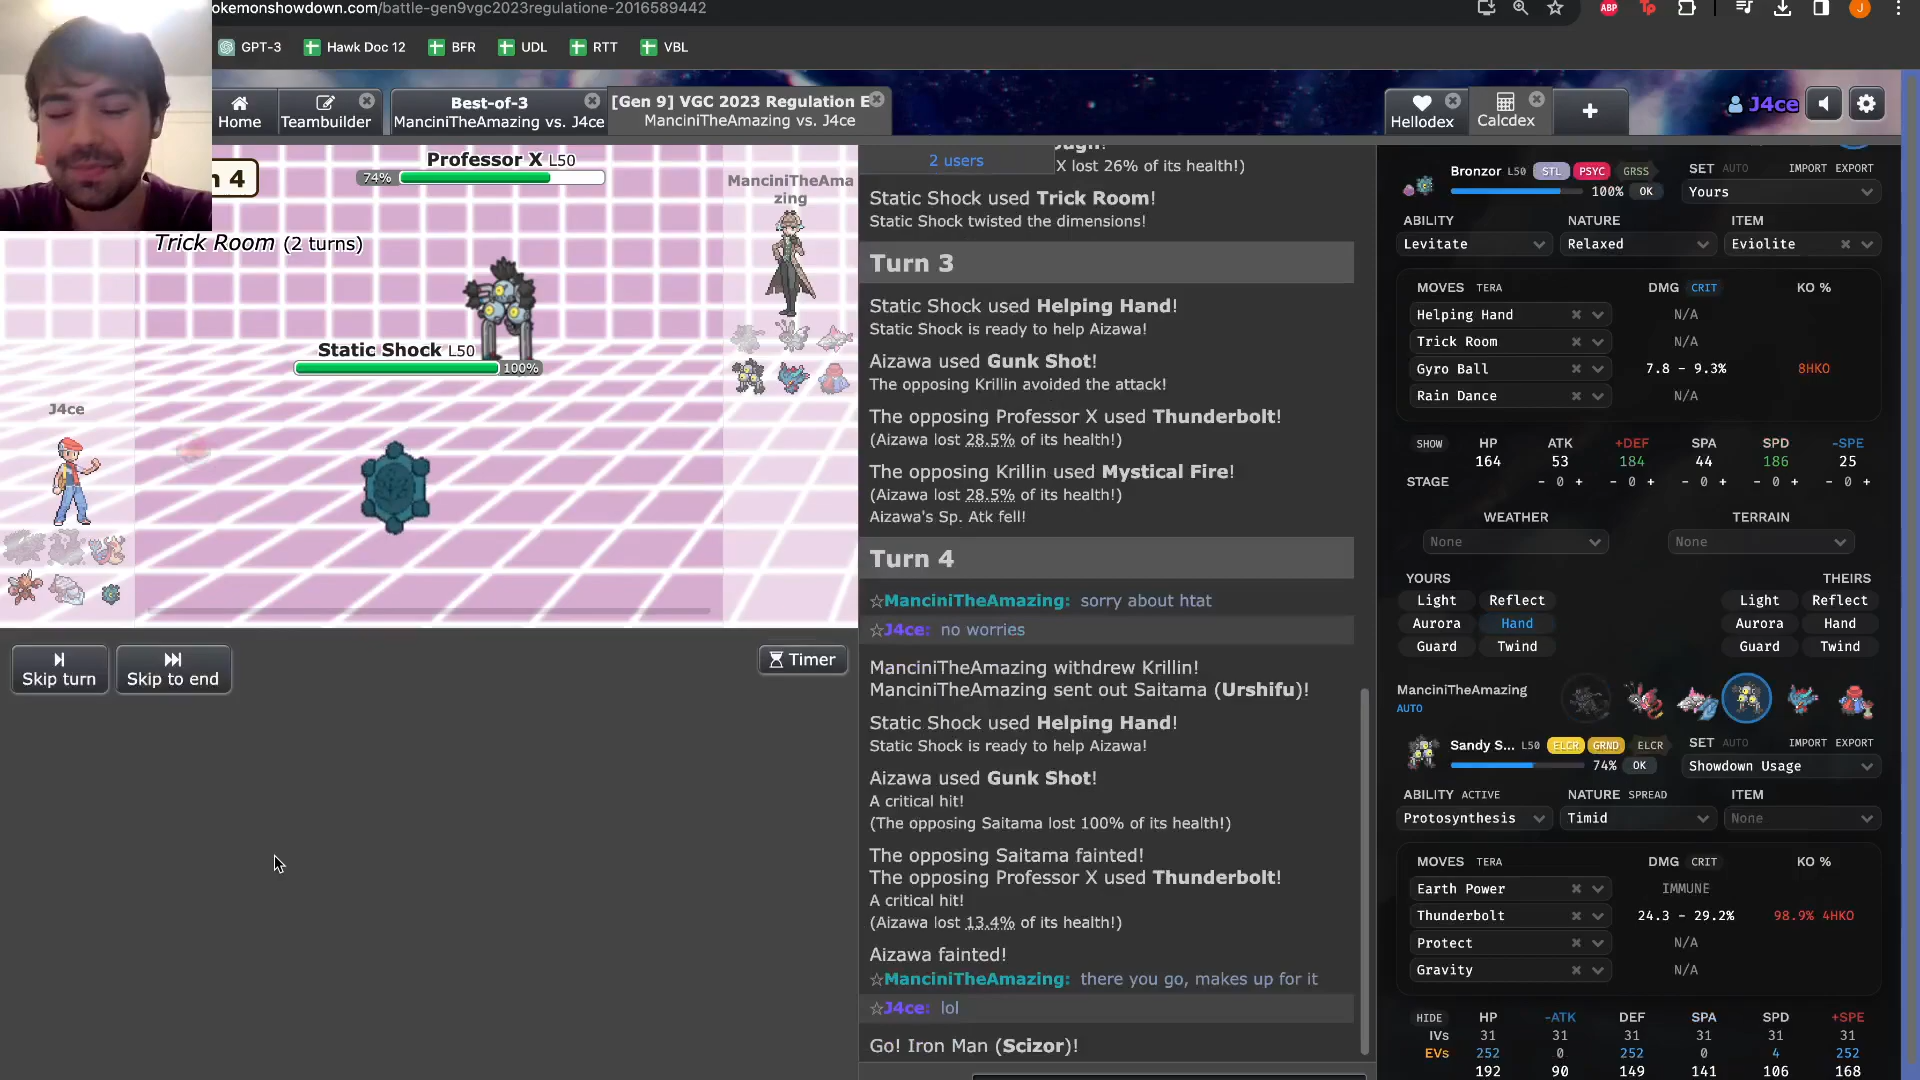 okemonshowdown.com/battle-gen9vgc2023regulatione-2016589442
ABP
Tp
J
GPT-3
Hawk Doc 12
BFR
UDL
RTT
VBL
Home
Teambuilder
Best-of-3
ManciniTheAmazing vs. J4ce
[Gen 9] VGC 2023 Regulation E
ManciniTheAmazing vs. J4ce
Hellodex
Calcdex
J4ce
n 4
Trick Room (2 turns)
Professor X L50
74%
Static Shock L50
100%
ManciniTheAma
zing
J4ce
Skip turn
Skip to end
Timer
2 users
X lost 26% of its health!)
Static Shock used Trick Room!
Static Shock twisted the dimensions!
Turn 3
Static Shock used Helping Hand!
Static Shock is ready to help Aizawa!
Aizawa used Gunk Shot!
The opposing Krillin avoided the attack!
The opposing Professor X used Thunderbolt!
(Aizawa lost 28.5% of its health!)
The opposing Krillin used Mystical Fire!
(Aizawa lost 28.5% of its health!)
Aizawa's Sp. Atk fell!
Turn 4
☆ManciniTheAmazing: sorry about htat
☆J4ce: no worries
ManciniTheAmazing withdrew Krillin!
ManciniTheAmazing sent out Saitama (Urshifu)!
Static Shock used Helping Hand!
Static Shock is ready to help Aizawa!
Aizawa used Gunk Shot!
A critical hit!
(The opposing Saitama lost 100% of its health!)
The opposing Saitama fainted!
The opposing Professor X used Thunderbolt!
A critical hit!
(Aizawa lost 13.4% of its health!)
Aizawa fainted!
☆ManciniTheAmazing: there you go, makes up for it
☆J4ce: lol
Go! Iron Man (Scizor)!
Bronzor L50 STL PSYC GRSS
100% OK
SET AUTO IMPORT EXPORT
Yours
ABILITY NATURE ITEM
Levitate Relaxed Eviolite
MOVES TERA DMG CRIT KO %
Helping Hand N/A
Trick Room N/A
Gyro Ball 7.8 - 9.3% 8HKO
Rain Dance N/A
SHOW HP ATK +DEF SPA SPD -SPE
164 53 184 44 186 25
STAGE - 0 + - 0 + - 0 + - 0 + - 0 +
WEATHER TERRAIN
None None
YOURS THEIRS
Light Reflect Light Reflect
Aurora Hand Aurora Hand
Guard Twind Guard Twind
ManciniTheAmazing
AUTO
Sandy S... L50 ELCR GRND ELCR
74% OK
SET AUTO IMPORT EXPORT
Showdown Usage
ABILITY ACTIVE NATURE SPREAD ITEM
Protosynthesis Timid None
MOVES TERA DMG CRIT KO %
Earth Power IMMUNE
Thunderbolt 24.3 - 29.2% 98.9% 4HKO
Protect N/A
Gravity N/A
HIDE HP -ATK DEF SPA SPD +SPE
IVs 31 31 31 31 31 31
EVs 252 0 252 0 4 252
192 90 149 141 106 168